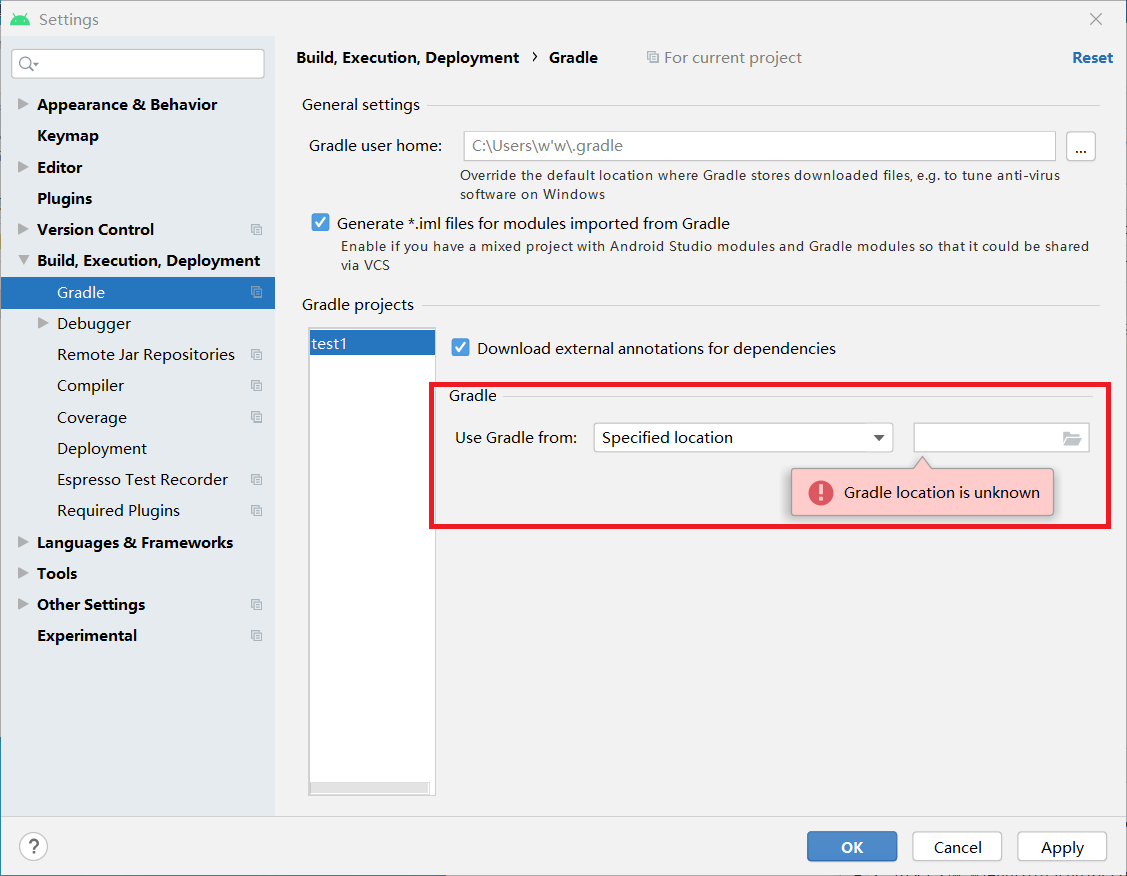 Settings
Build, Execution, Deployment › Gradle
For current project
Reset
Appearance & Behavior
Keymap
Editor
Plugins
Version Control
Build, Execution, Deployment
Gradle
Debugger
Remote Jar Repositories
Compiler
Coverage
Deployment
Espresso Test Recorder
Required Plugins
Languages & Frameworks
Tools
Other Settings
Experimental
General settings
Gradle user home:
C:\Users\w'w\.gradle
...
Override the default location where Gradle stores downloaded files, e.g. to tune anti-virus
software on Windows
Generate *.iml files for modules imported from Gradle
Enable if you have a mixed project with Android Studio modules and Gradle modules so that it could be shared
via VCS
Gradle projects
test1
Download external annotations for dependencies
Gradle
Use Gradle from:
Specified location
Gradle location is unknown
?
OK
Cancel
Apply